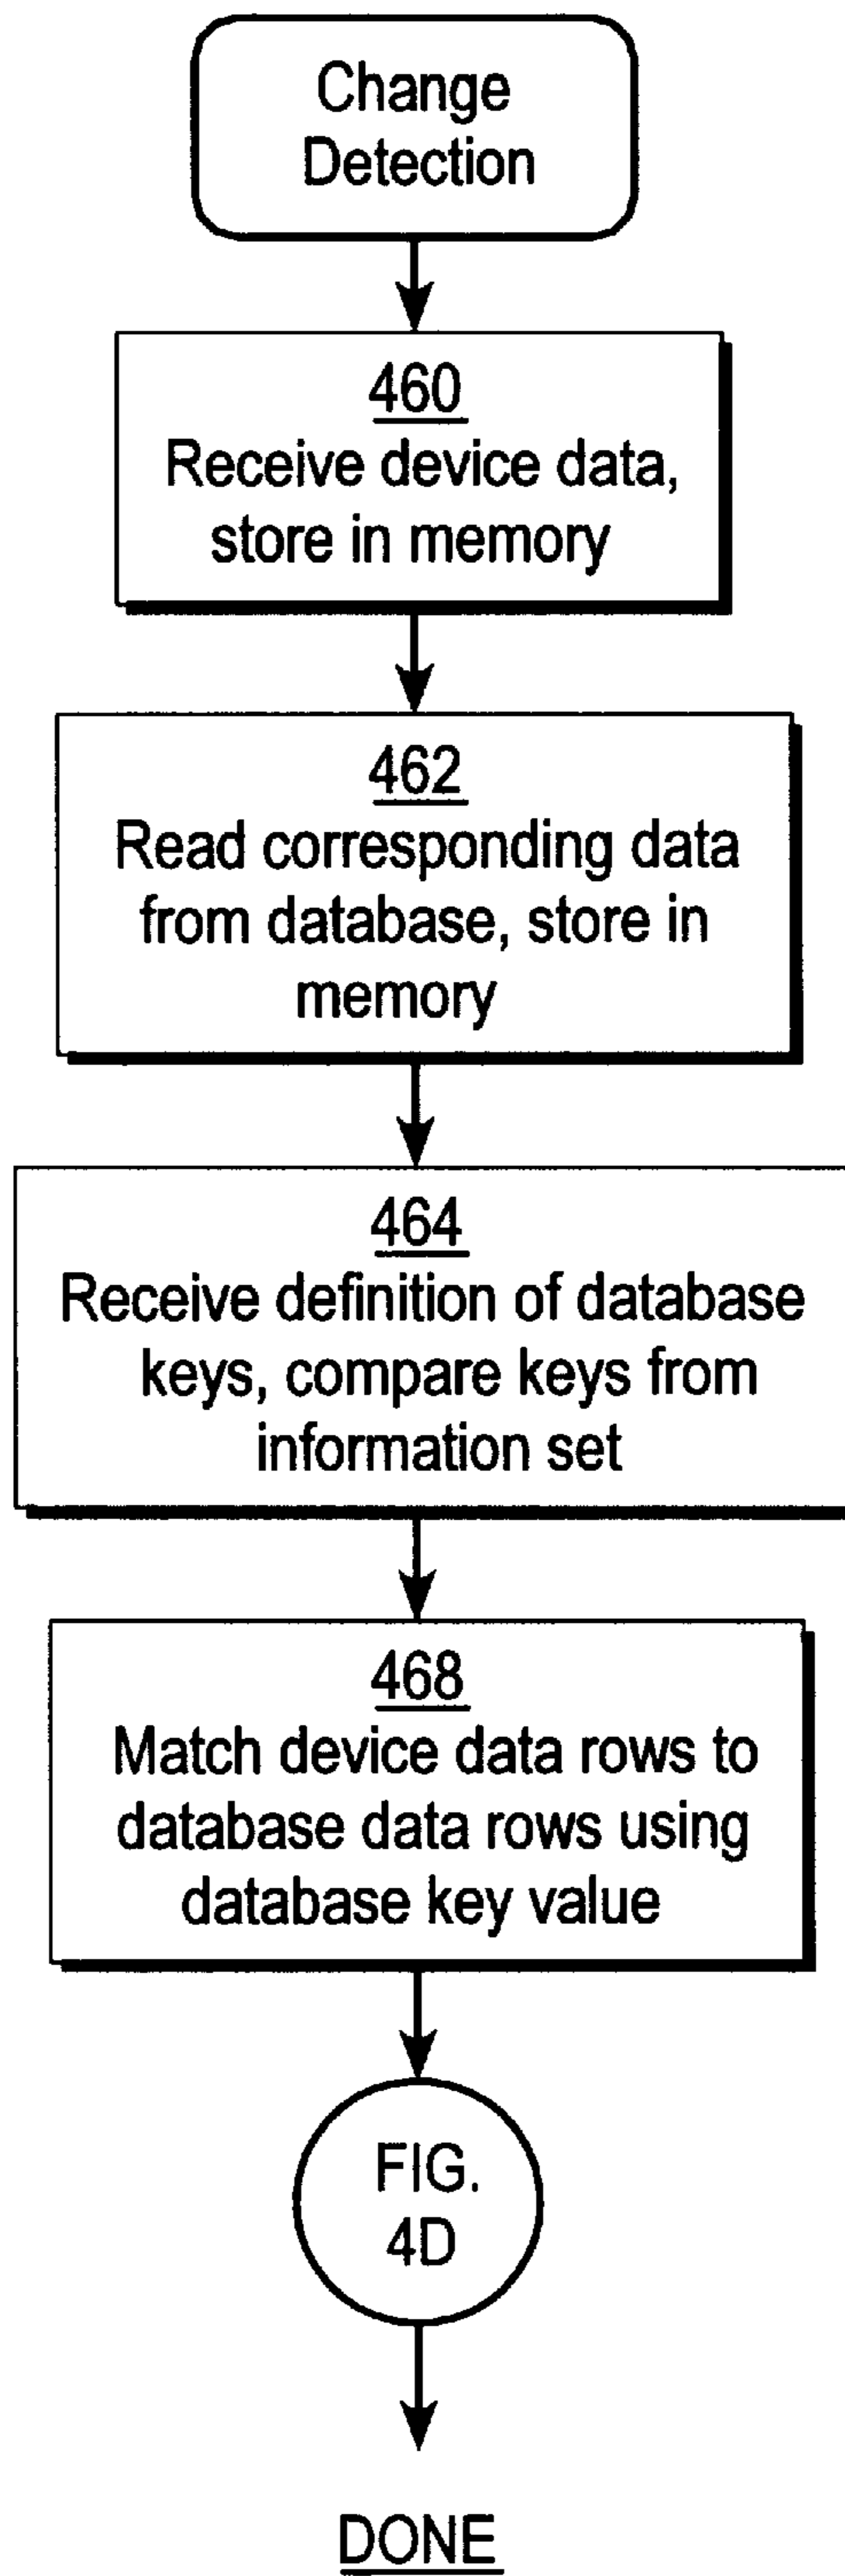 Change
Detection
460
Receive device data,
store in memory
462
Read corresponding data
from database, store in
memory
464
Receive definition of database
keys, compare keys from
information set
468
Match device data rows to
database data rows using
database key value
FIG.
4D
DONE